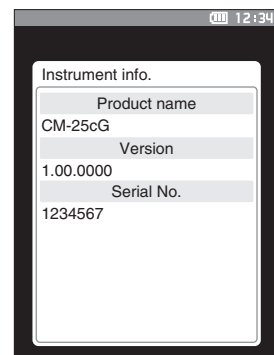 12:34
Instrument info.
Product name
CM-25cG
Version
1.00.0000
Serial No.
1234567